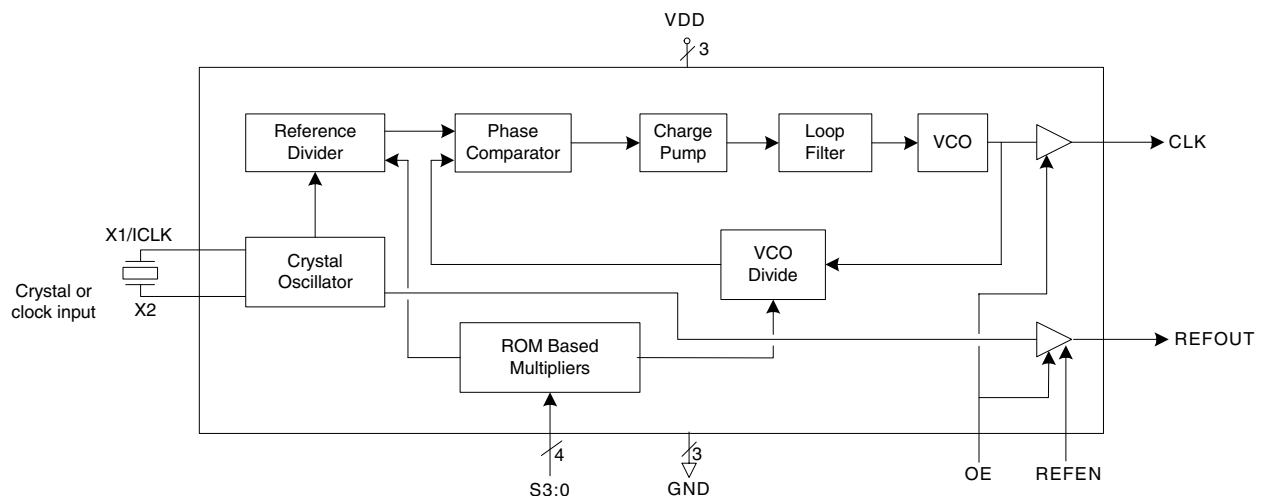 VDD
3
Reference
Divider
Phase
Comparator
Charge
Pump
Loop
Filter
VCO
CLK
X1/ICLK
Crystal
Oscillator
VCO
Divide
Crystal or
clock input
X2
ROM Based
Multipliers
REFOUT
4
3
S3:0
GND
OE
REFEN